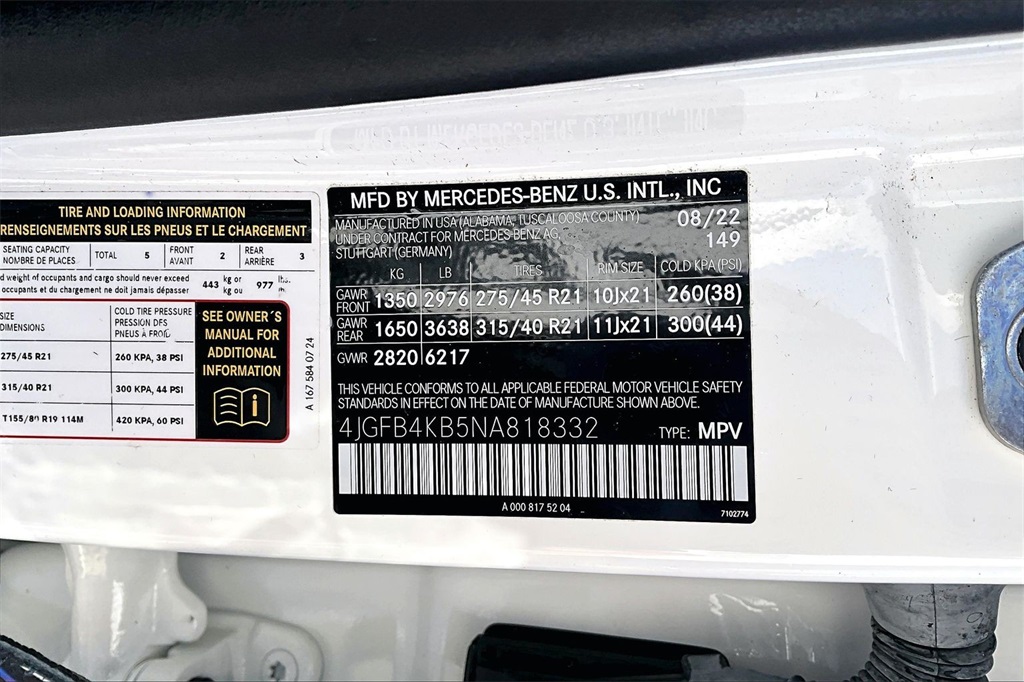 TIRE AND LOADING INFORMATION
RENSEIGNEMENTS SUR LES PNEUS ET LE CHARGEMENT
SEATING CAPACITY
NOMBRE DE PLACES
TOTAL 5
FRONT
AVANT 2
REAR
ARRIÈRE 3
d weight of occupants and cargo should never exceed
occupants et du chargement ne doit jamais dépasser
443 kg or
kg ou
977 lbs.
SIZE
DIMENSIONS
COLD TIRE PRESSURE
PRESSION DES
PNEUS À FROID
275/45 R21 260 KPA, 38 PSI
315/40 R21 300 KPA, 44 PSI
T155/80 R19 114M 420 KPA, 60 PSI
SEE OWNER´S
MANUAL FOR
ADDITIONAL
INFORMATION
A 167 584 07 24
MFD BY MERCEDES-BENZ U.S. INTL., INC
MANUFACTURED IN USA (ALABAMA, TUSCALOOSA COUNTY) 08/22
UNDER CONTRACT FOR MERCEDES-BENZ AG, 149
STUTTGART (GERMANY)
KG LB TIRES RIM SIZE COLD KPA (PSI)
GAWR
FRONT 1350 2976 275/45 R21 10Jx21 260(38)
GAWR
REAR 1650 3638 315/40 R21 11Jx21 300(44)
GVWR 2820 6217
THIS VEHICLE CONFORMS TO ALL APPLICABLE FEDERAL MOTOR VEHICLE SAFETY
STANDARDS IN EFFECT ON THE DATE OF MANUFACTURE SHOWN ABOVE.
4JGFB4KB5NA818332 TYPE: MPV
A 000 817 52 04
7102774